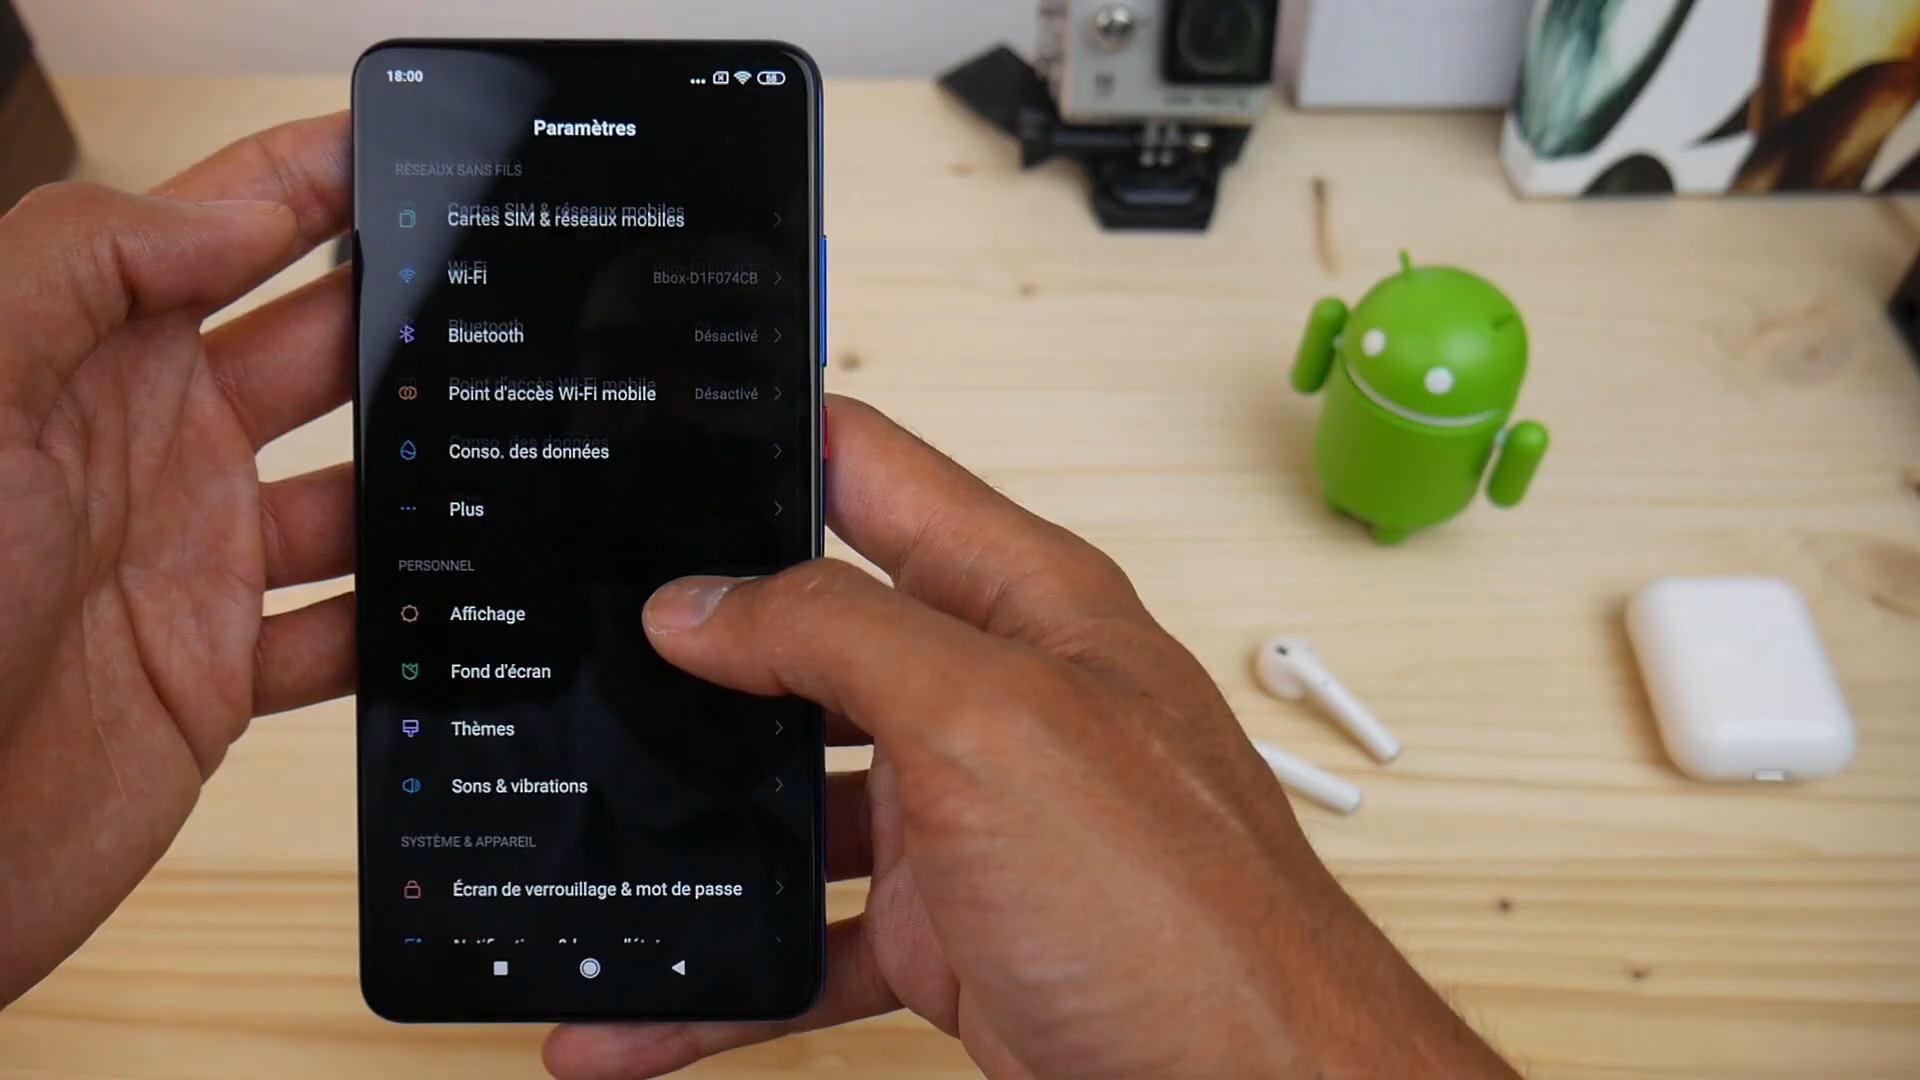 18:00
58
Paramètres
RÉSEAUX SANS FILS
Cartes SIM & réseaux mobiles
Wi-Fi Bbox-D1F074CB
Bluetooth Désactivé
Point d'accès Wi-Fi mobile Désactivé
Conso. des données
Plus
PERSONNEL
Affichage
Fond d'écran
Thèmes
Sons & vibrations
SYSTÈME & APPAREIL
Écran de verrouillage & mot de passe